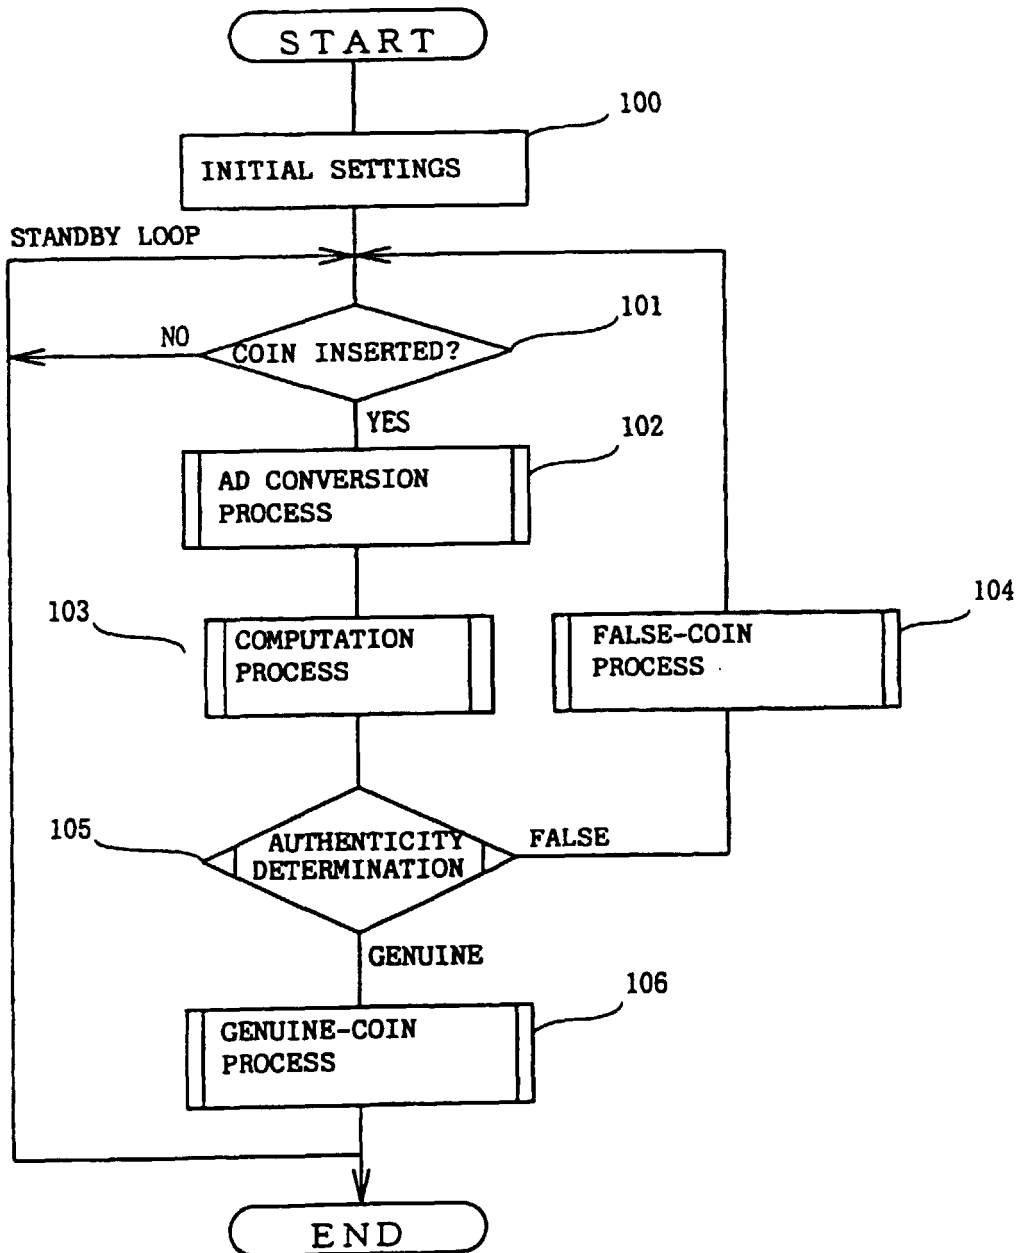 START
100
INITIAL SETTINGS
STANDBY LOOP
101
NO
COIN INSERTED?
YES
102
AD CONVERSION
PROCESS
103
COMPUTATION
PROCESS
104
FALSE-COIN
PROCESS
105
AUTHENTICITY
DETERMINATION
FALSE
GENUINE
106
GENUINE-COIN
PROCESS
END